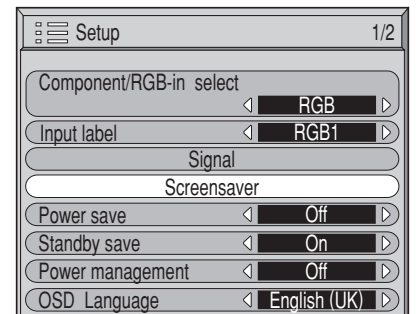 Setup 1/2
Component/RGB-in select
RGB
Input label RGB1
Signal
Screensaver
Power save Off
Standby save On
Power management Off
OSD Language English (UK)